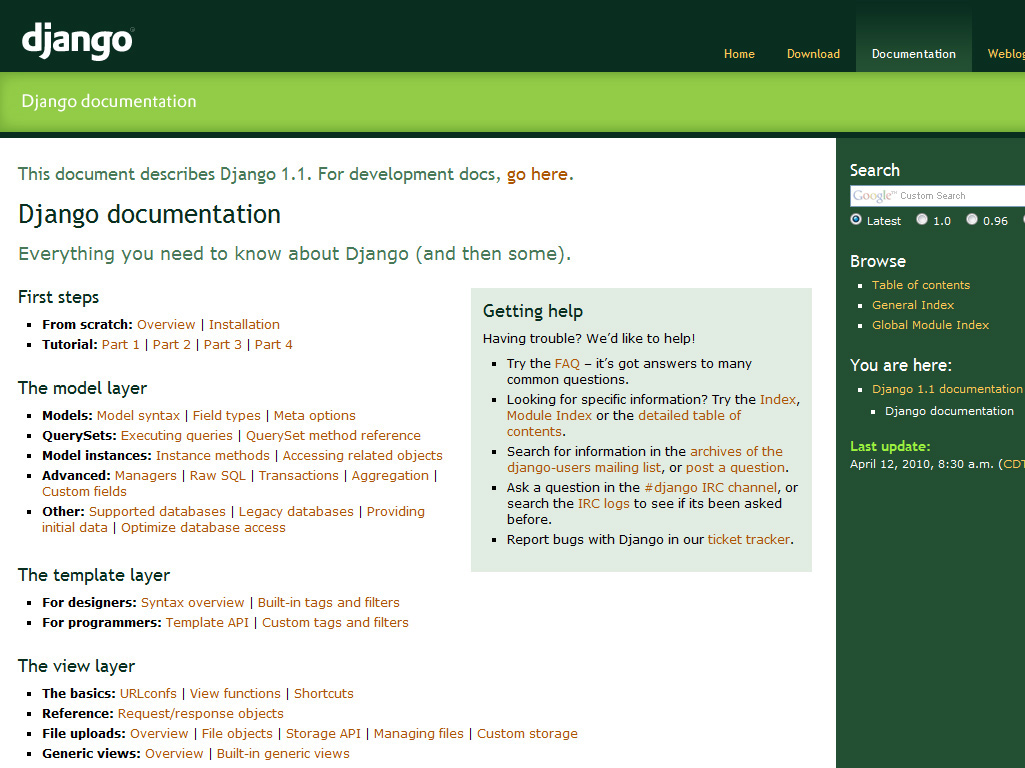 django
Home Download Documentation Weblog
Django documentation
This document describes Django 1.1. For development docs, go here.
Django documentation
Everything you need to know about Django (and then some).
First steps
From scratch: Overview | Installation
Tutorial: Part 1 | Part 2 | Part 3 | Part 4
The model layer
Models: Model syntax | Field types | Meta options
QuerySets: Executing queries | QuerySet method reference
Model instances: Instance methods | Accessing related objects
Advanced: Managers | Raw SQL | Transactions | Aggregation |
Custom fields
Other: Supported databases | Legacy databases | Providing
initial data | Optimize database access
The template layer
For designers: Syntax overview | Built-in tags and filters
For programmers: Template API | Custom tags and filters
The view layer
The basics: URLconfs | View functions | Shortcuts
Reference: Request/response objects
File uploads: Overview | File objects | Storage API | Managing files | Custom storage
Generic views: Overview | Built-in generic views
Getting help
Having trouble? We’d like to help!
Try the FAQ – it’s got answers to many
common questions.
Looking for specific information? Try the Index,
Module Index or the detailed table of
contents.
Search for information in the archives of the
django-users mailing list, or post a question.
Ask a question in the #django IRC channel, or
search the IRC logs to see if its been asked
before.
Report bugs with Django in our ticket tracker.
Search
Google™ Custom Search
Latest 1.0 0.96
Browse
Table of contents
General Index
Global Module Index
You are here:
Django 1.1 documentation
Django documentation
Last update:
April 12, 2010, 8:30 a.m. (CDT